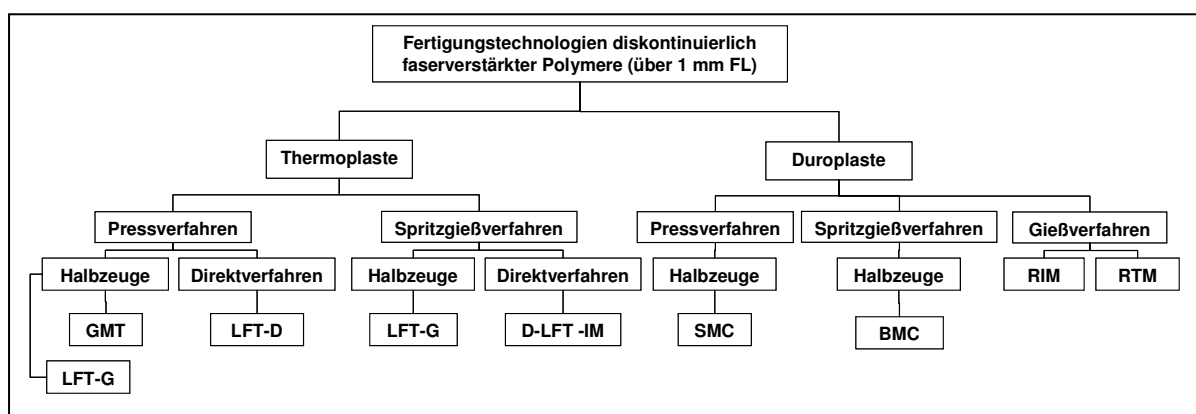 Fertigungstechnologien diskontinuierlich
faserverstärkter Polymere (über 1 mm FL)
Thermoplaste
Duroplaste
Pressverfahren
Spritzgießverfahren
Pressverfahren
Spritzgießverfahren
Gießverfahren
Halbzeuge
Direktverfahren
Halbzeuge
Direktverfahren
Halbzeuge
Halbzeuge
RIM
RTM
GMT
LFT-D
LFT-G
D-LFT -IM
SMC
BMC
LFT-G